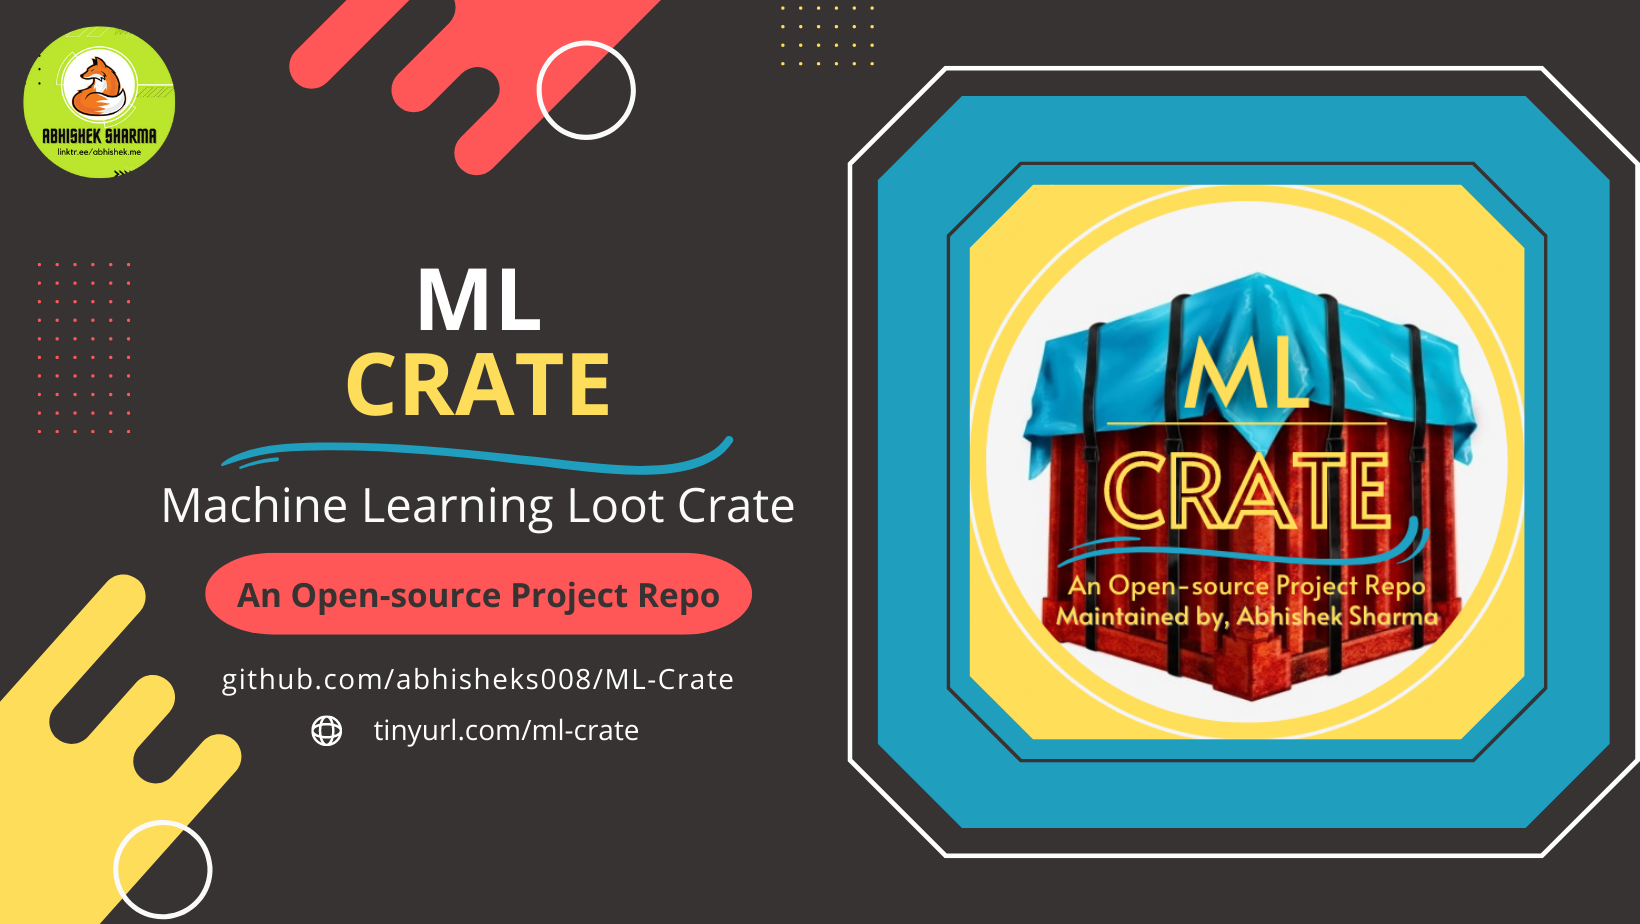 ABHISHEK SHARMA
linktr.ee/abhishek.me
ML
CRATE
Machine Learning Loot Crate
An Open-source Project Repo
github.com/abhisheks008/ML-Crate
tinyurl.com/ml-crate
ML
CRATE
An Open-source Project Repo
Maintained by, Abhishek Sharma